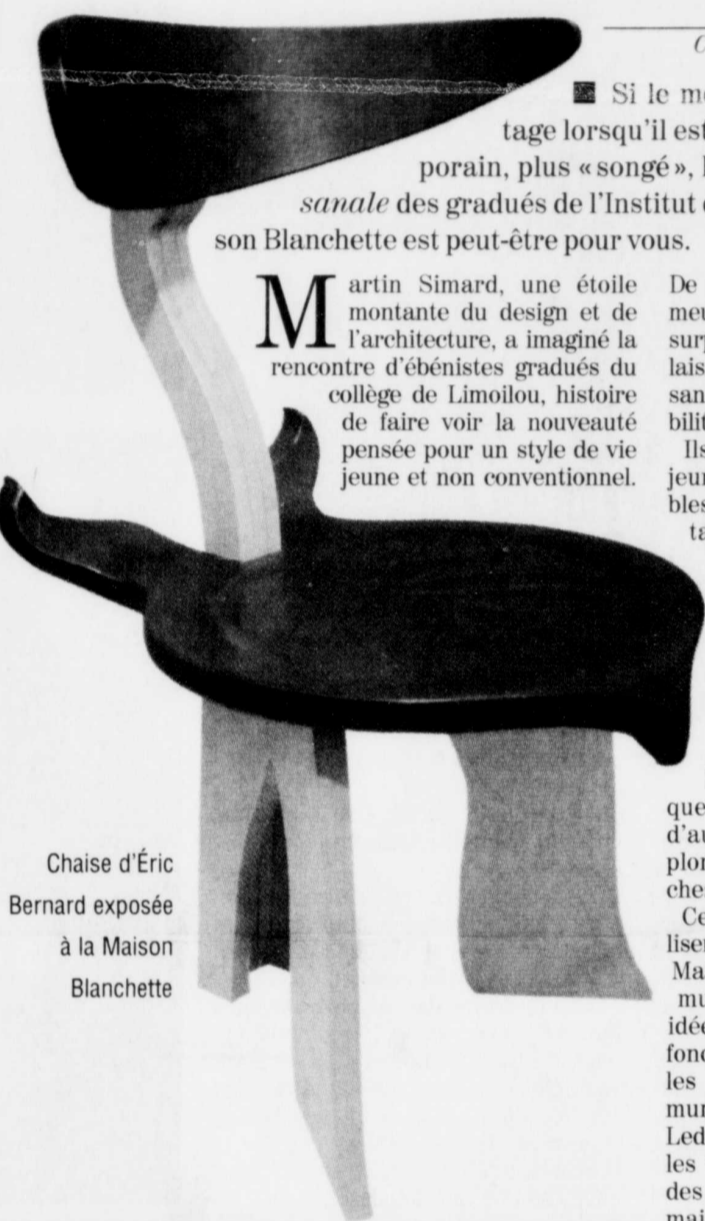 ■ Si le
tage lorsqu'il est
porain, plus « songé »,
sanale des gradués de l'Institut
son Blanchette est peut-être pour vous.
Martin Simard, une étoile
montante du design et de
l'architecture, a imaginé la
rencontre d'ébénistes gradués du
collège de Limoilou, histoire
de faire voir la nouveauté
pensée pour un style de vie
jeune et non conventionnel.
De
meu
surp
lais
san
bilit
Ils
jeun
bles
ta
que
d'au
plon
che
Ce
liser
Ma
mu
idée
fonc
les
mur
Led
les
des
mai
Chaise d'Éric
Bernard exposée
à la Maison
Blanchette